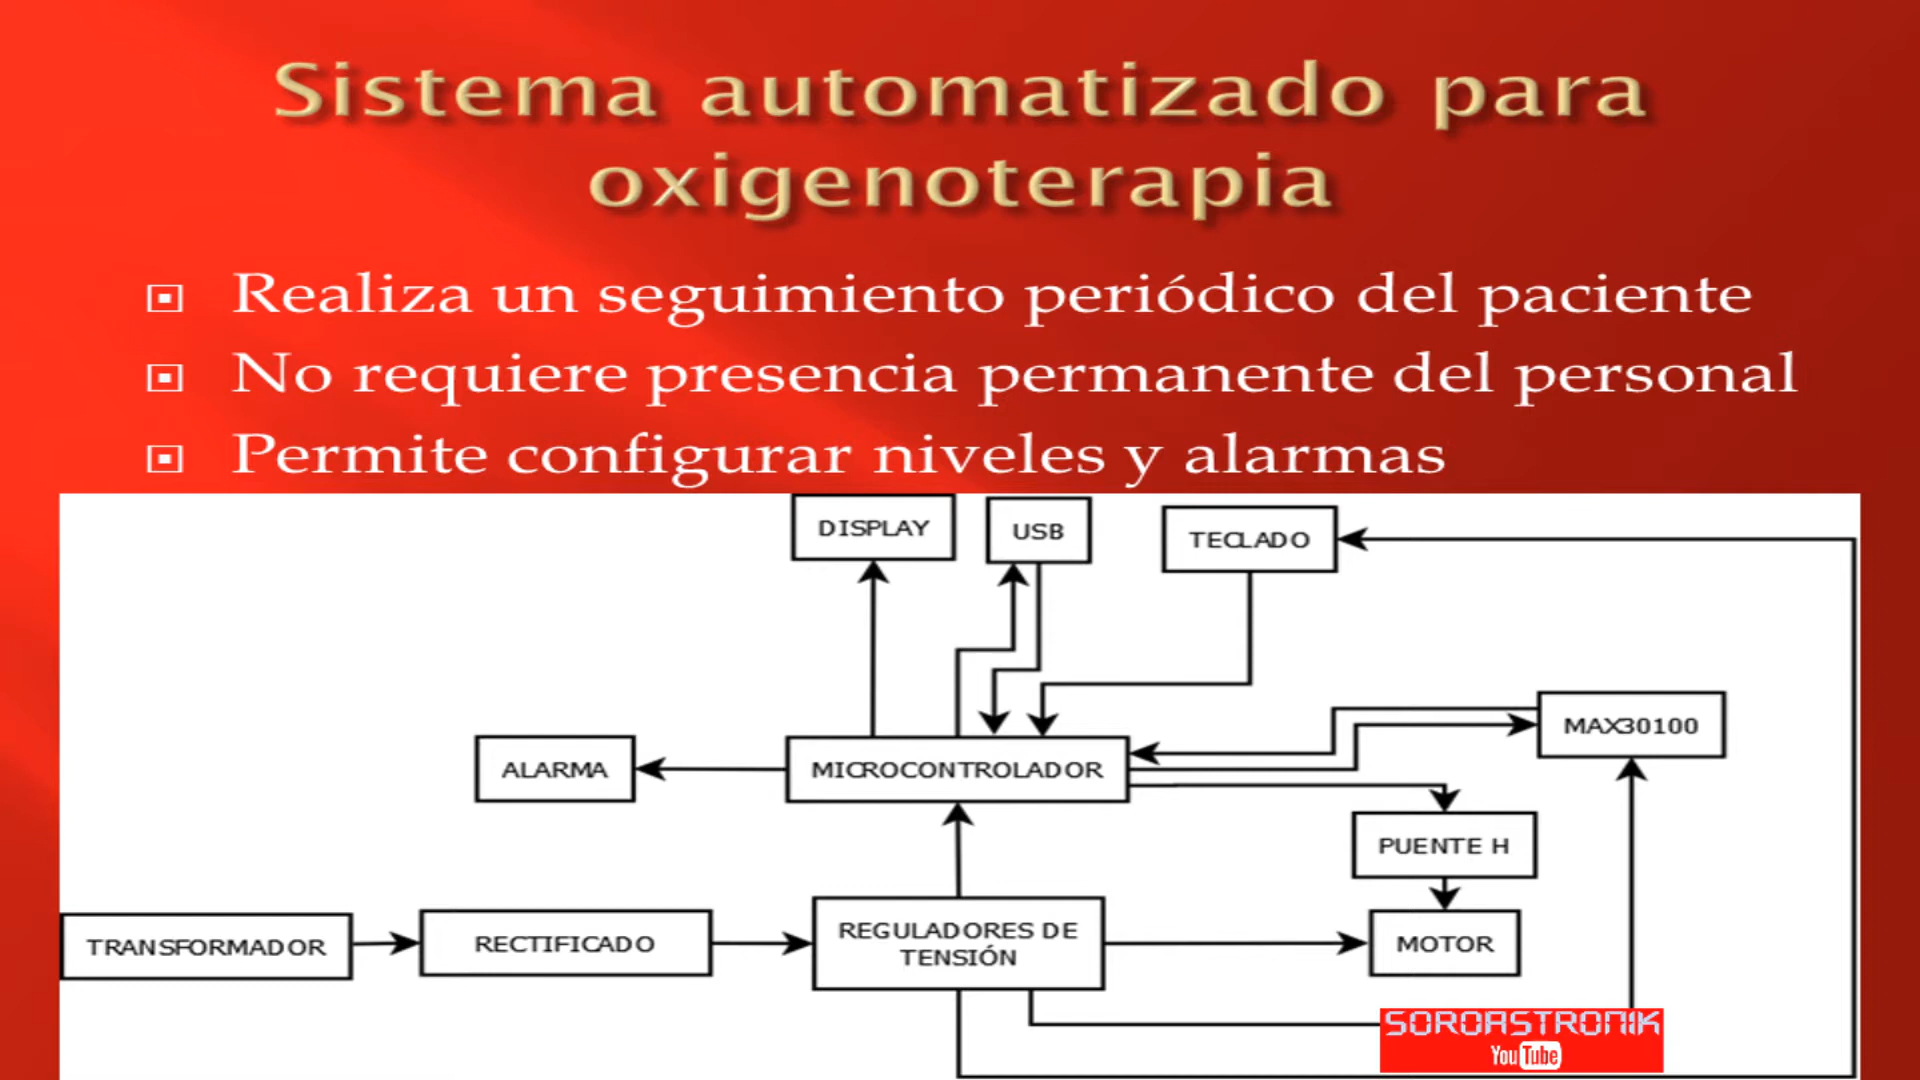 Sistema automatizado para
oxigenoterapia
Realiza un seguimiento periódico del paciente
No requiere presencia permanente del personal
Permite configurar niveles y alarmas
DISPLAY
USB
TECLADO
MAX30100
ALARMA
MICROCONTROLADOR
PUENTE H
TRANSFORMADOR
RECTIFICADO
REGULADORES DE
TENSIÓN
MOTOR
SOROASTRONIK
YouTube